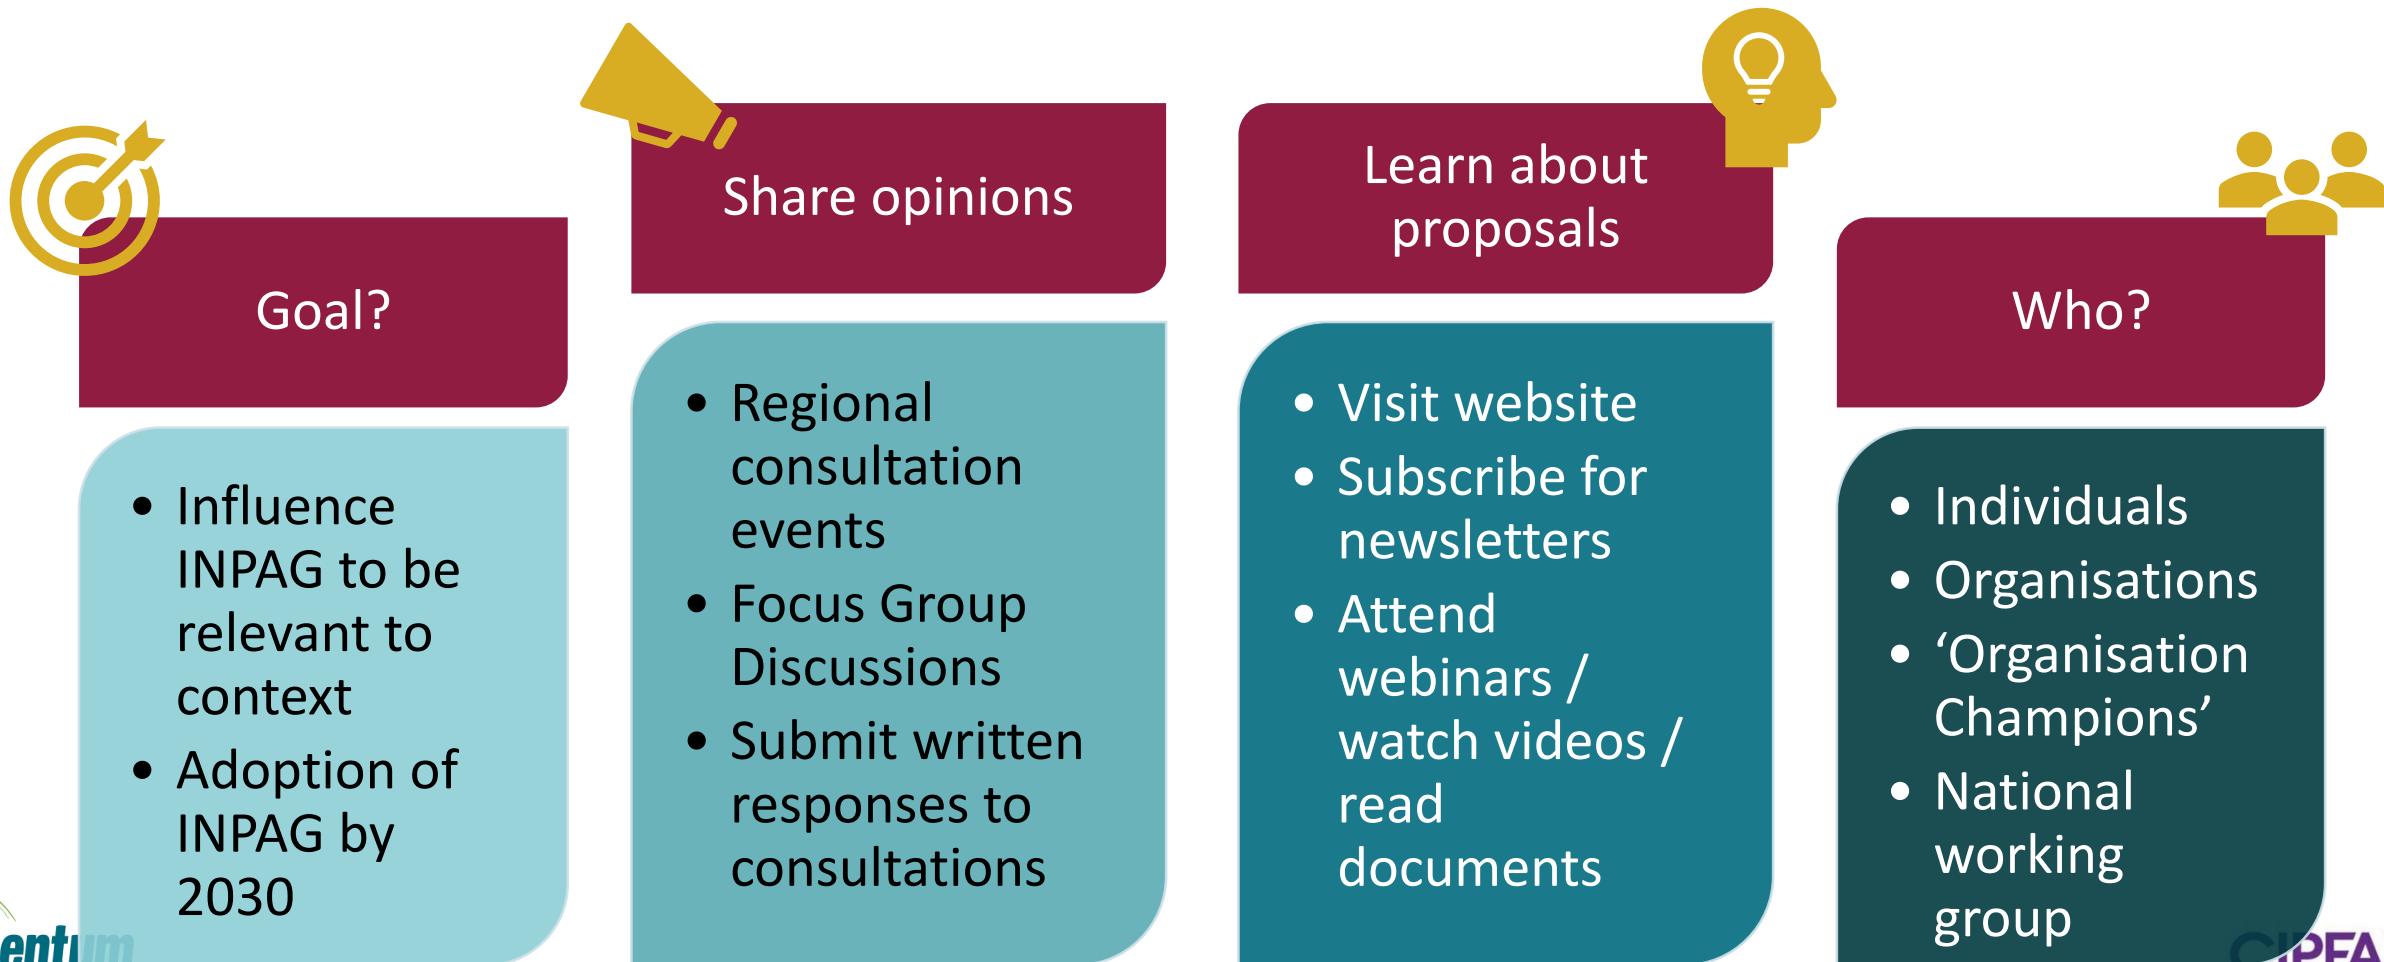 Goal?
• Influence
INPAG to be
relevant to
context
• Adoption of
INPAG by
2030
Share opinions
• Regional
consultation
events
• Focus Group
Discussions
• Submit written
responses to
consultations
Learn about
proposals
• Visit website
• Subscribe for
newsletters
• Attend
webinars /
watch videos /
read
documents
Who?
• Individuals
• Organisations
• ‘Organisation
Champions’
• National
working
group
entum
CIPFA